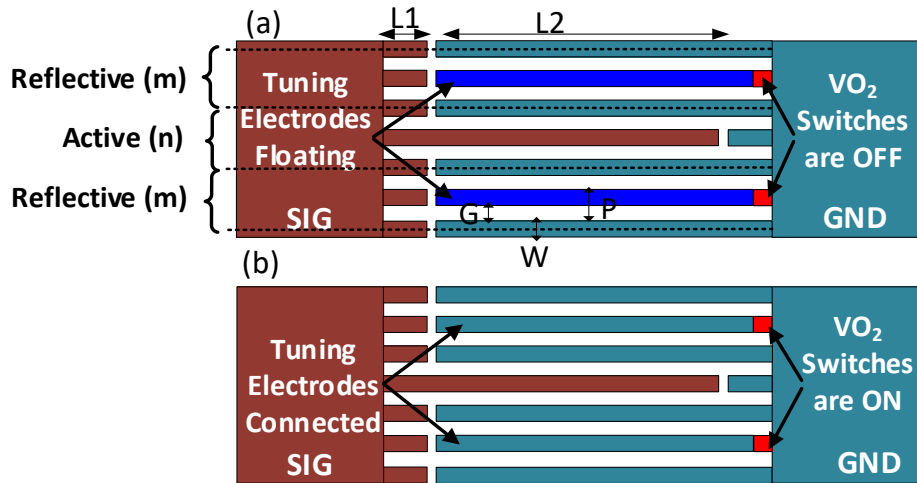 (a)
L1
L2
Reflective (m)
Active (n)
Reflective (m)
Tuning
Electrodes
Floating
SIG
G
P
W
VO₂
Switches
are OFF
GND
(b)
Tuning
Electrodes
Connected
SIG
VO₂
Switches
are ON
GND